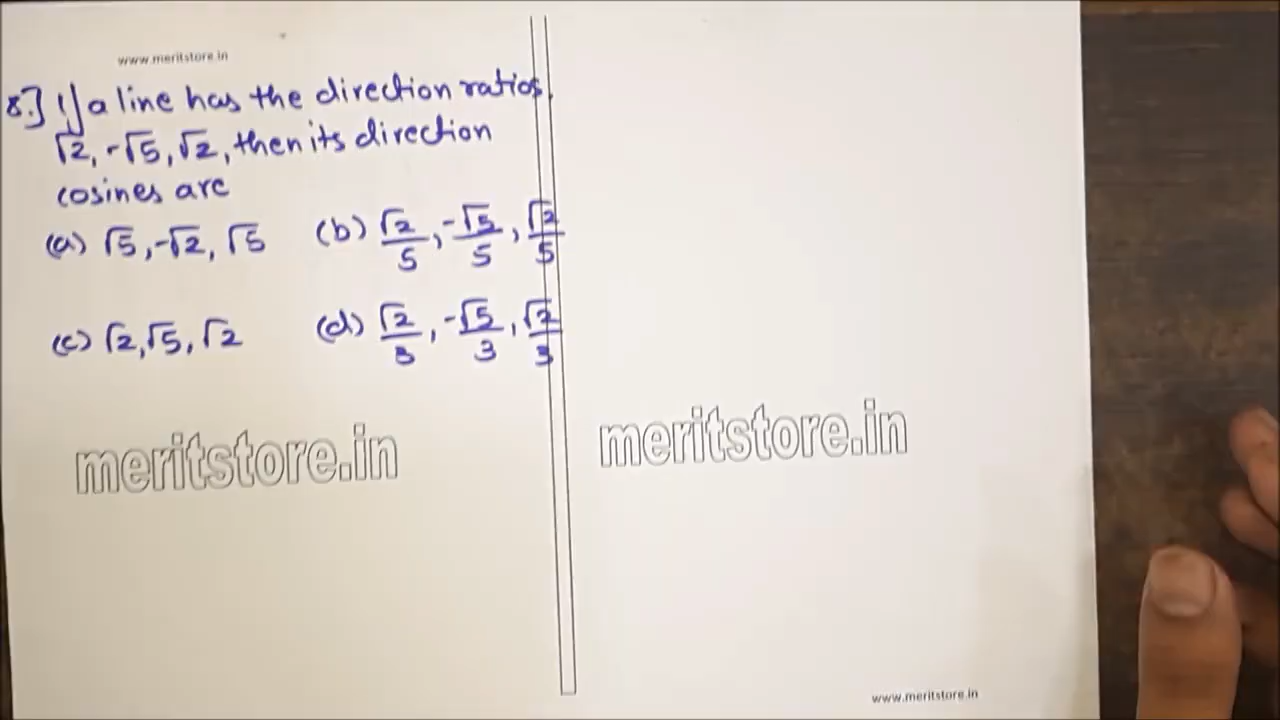 www.meritstore.in
8.] If a line has the direction ratios
√2, -√5, √2, then its direction
cosines are
(a) √5, -√2, √5 (b) √2/5, -√5/5, √2/5
(c) √2, √5, √2 (d) √2/3, -√5/3, √2/3
meritstore.in
meritstore.in
www.meritstore.in